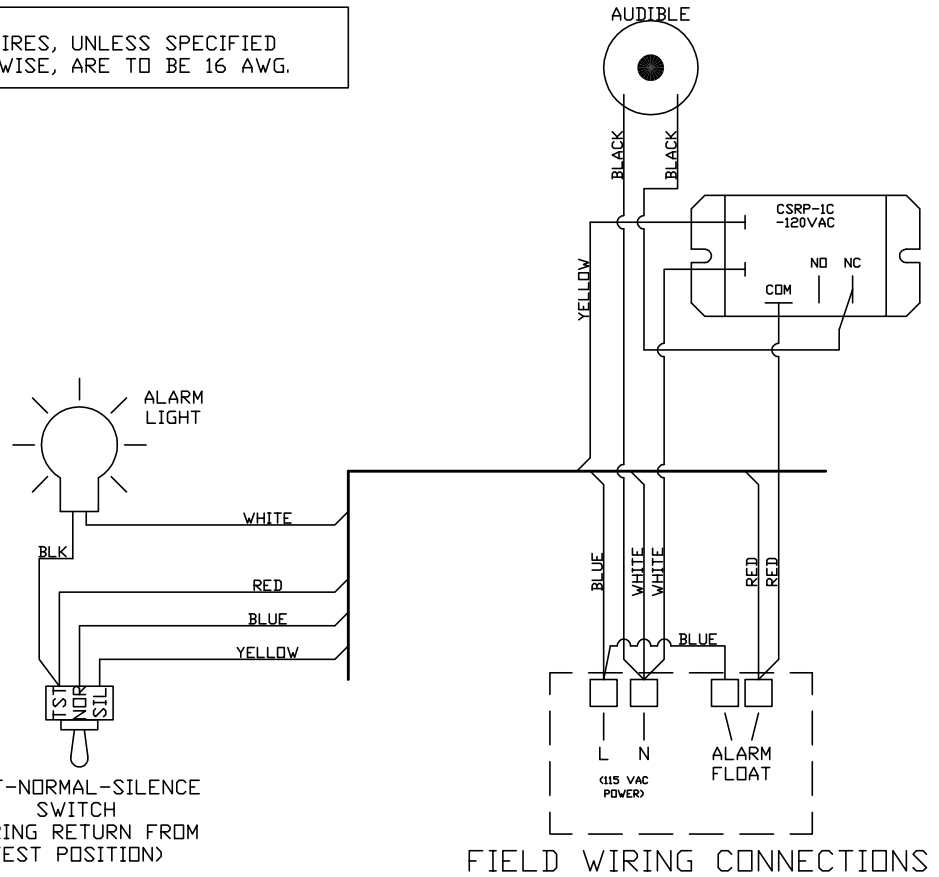 IRES, UNLESS SPECIFIED
WISE, ARE TO BE 16 AWG.
AUDIBLE
BLACK
BLACK
CSRP-1C
-120VAC
NO
NC
COM
YELLOW
ALARM
LIGHT
WHITE
BLK
RED
BLUE
YELLOW
TST
NOR
SIL
BLUE
WHITE
WHITE
RED
RED
BLUE
L
N
(115 VAC
POWER)
ALARM
FLOAT
T-NORMAL-SILENCE
SWITCH
RING RETURN FROM
EST POSITION)
FIELD WIRING CONNECTIONS